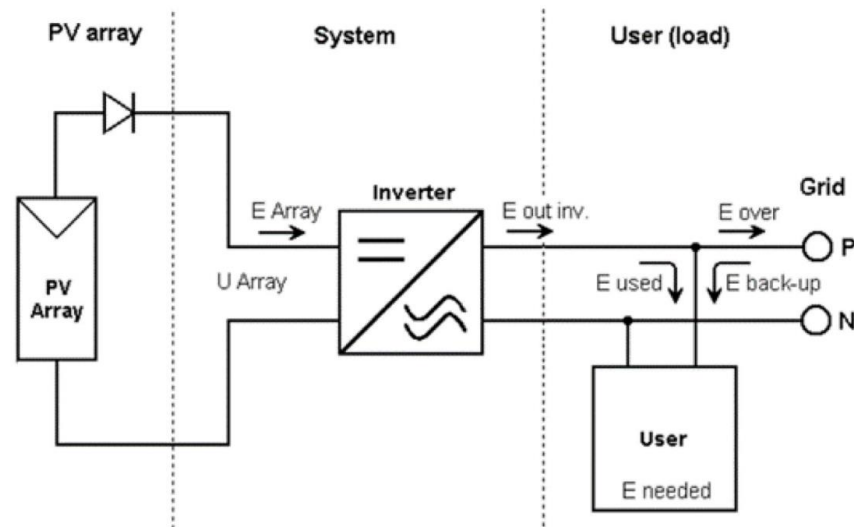 PV array
System
User (load)
Inverter
Grid
E Array
E out inv.
E over
P
U Array
PV
Array
E used
E back-up
N
User
E needed